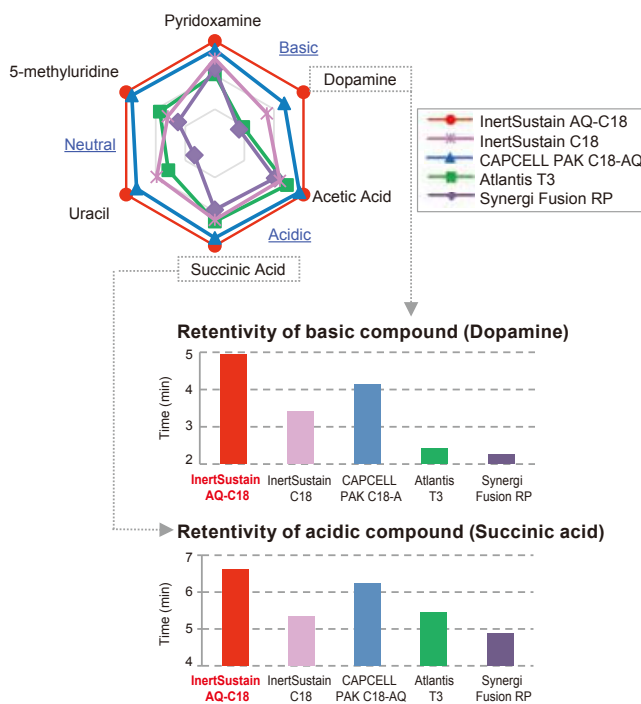 Pyridoxamine
Basic
5-methyluridine
Dopamine
InertSustain AQ-C18
InertSustain C18
CAPCELL PAK C18-AQ
Atlantis T3
Synergi Fusion RP
Neutral
Uracil
Acetic Acid
Acidic
Succinic Acid
Retentivity of basic compound (Dopamine)
Time (min)
5
4
3
2
InertSustain
AQ-C18
InertSustain
C18
CAPCELL
PAK C18-A
Atlantis
T3
Synergi
Fusion RP
Retentivity of acidic compound (Succinic acid)
Time (min)
7
6
5
4
InertSustain
AQ-C18
InertSustain
C18
CAPCELL
PAK C18-AQ
Atlantis
T3
Synergi
Fusion RP